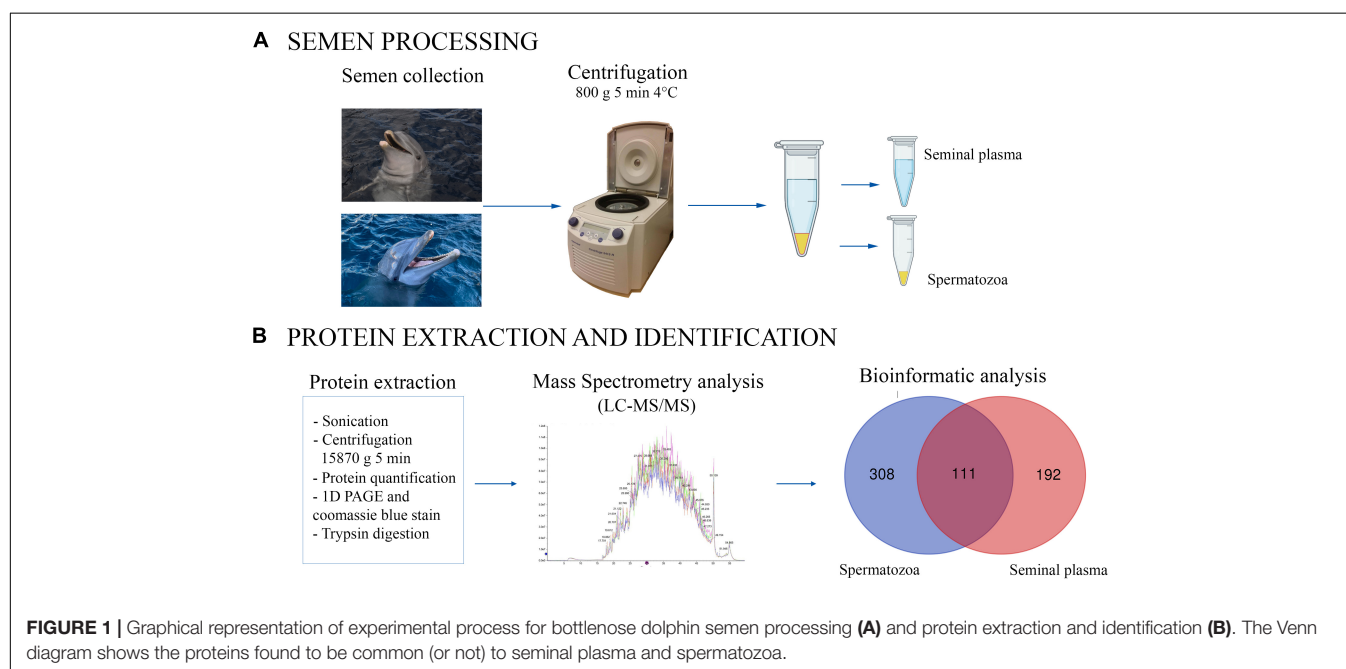 A SEMEN PROCESSING
Semen collection
Centrifugation
800 g 5 min 4°C
Seminal plasma
Spermatozoa
B PROTEIN EXTRACTION AND IDENTIFICATION
Protein extraction
- Sonication
- Centrifugation
15870 g 5 min
- Protein quantification
- 1D PAGE and
coomassie blue stain
- Trypsin digestion
Mass Spectrometry analysis
(LC-MS/MS)
Bioinformatic analysis
308
111
192
Spermatozoa
Seminal plasma
FIGURE 1 | Graphical representation of experimental process for bottlenose dolphin semen processing (A) and protein extraction and identification (B). The Venn
diagram shows the proteins found to be common (or not) to seminal plasma and spermatozoa.